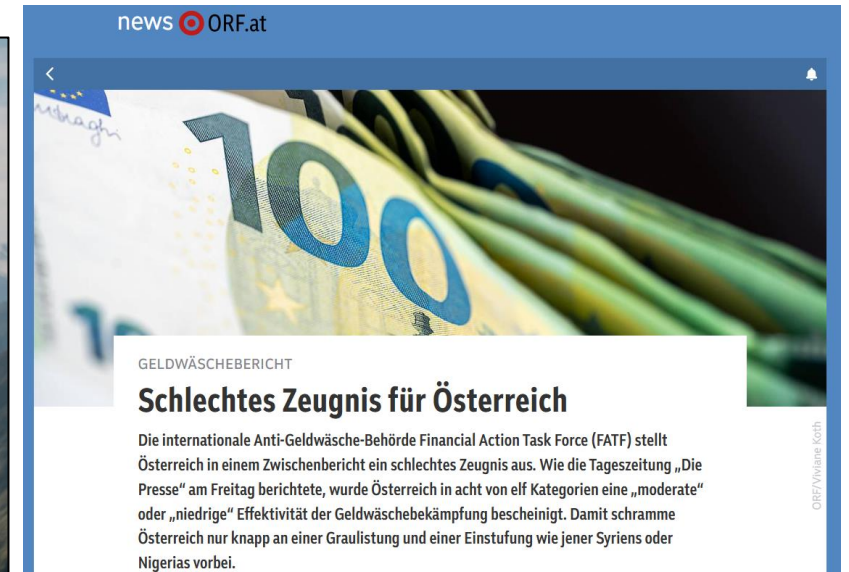 news ORF.at
Mdraghi
100
10
GELDWÄSCHEBERICHT
Schlechtes Zeugnis für Österreich
Die internationale Anti-Geldwäsche-Behörde Financial Action Task Force (FATF) stellt
Österreich in einem Zwischenbericht ein schlechtes Zeugnis aus. Wie die Tageszeitung „Die
Presse“ am Freitag berichtete, wurde Österreich in acht von elf Kategorien eine „moderate“
oder „niedrige“ Effektivität der Geldwäschebekämpfung bescheinigt. Damit schramme
Österreich nur knapp an einer Graulistung und einer Einstufung wie jener Syriens oder
Nigerias vorbei.
ORF/Viviane Koth